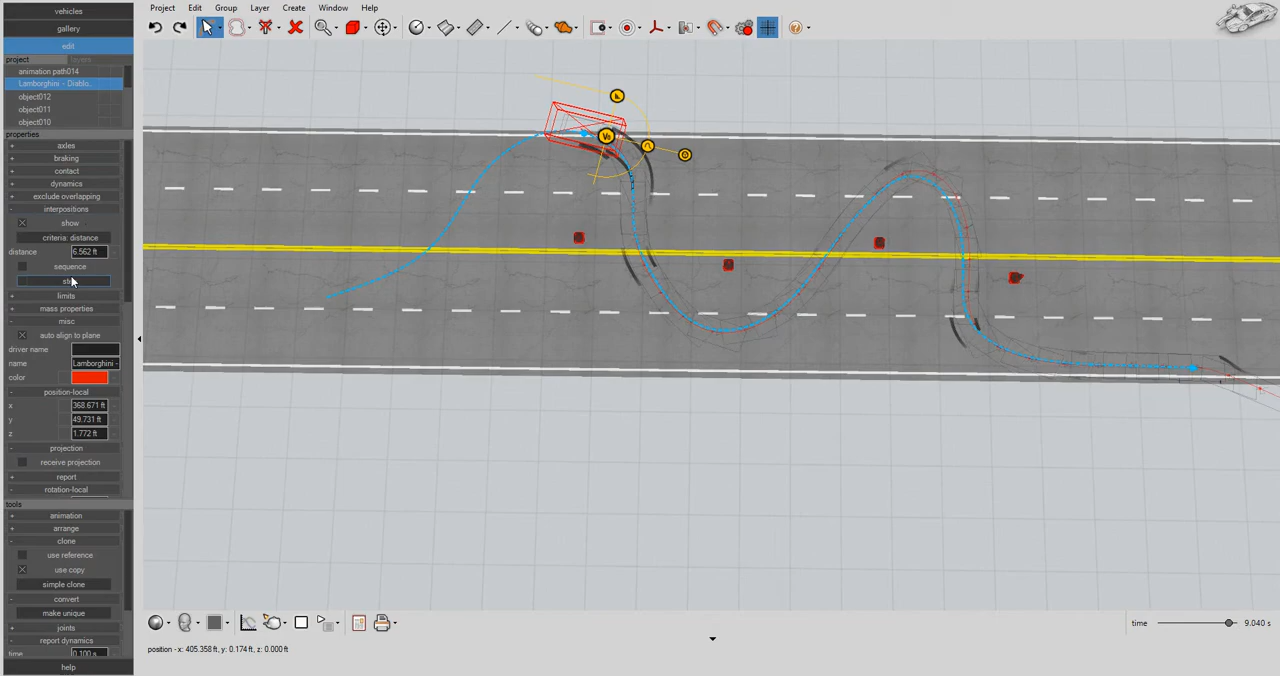 Project Edit Group Layer Create Window Help
vehicles
gallery
edit
project layers
animation path014
Lamborghini - Diablo..
object012
object011
object010
properties
+ axles
+ braking
+ contact
+ dynamics
+ exclude overlapping
- interpositions
show
criteria: distance
distance 6.562 ft
sequence
+ limits
+ mass properties
- misc
auto align to plane
driver name
name Lamborghini -
color
- position-local
x 368.671 ft
y 49.731 ft
z 1.772 ft
- projection
receive projection
+ report
- rotation-local
tools
+ animation
+ arrange
- clone
use reference
use copy
simple clone
- convert
make unique
+ joints
- report dynamics
time 0.100 s
help
time 9.040 s
position - x: 405.358 ft, y: 0.174 ft, z: 0.000 ft